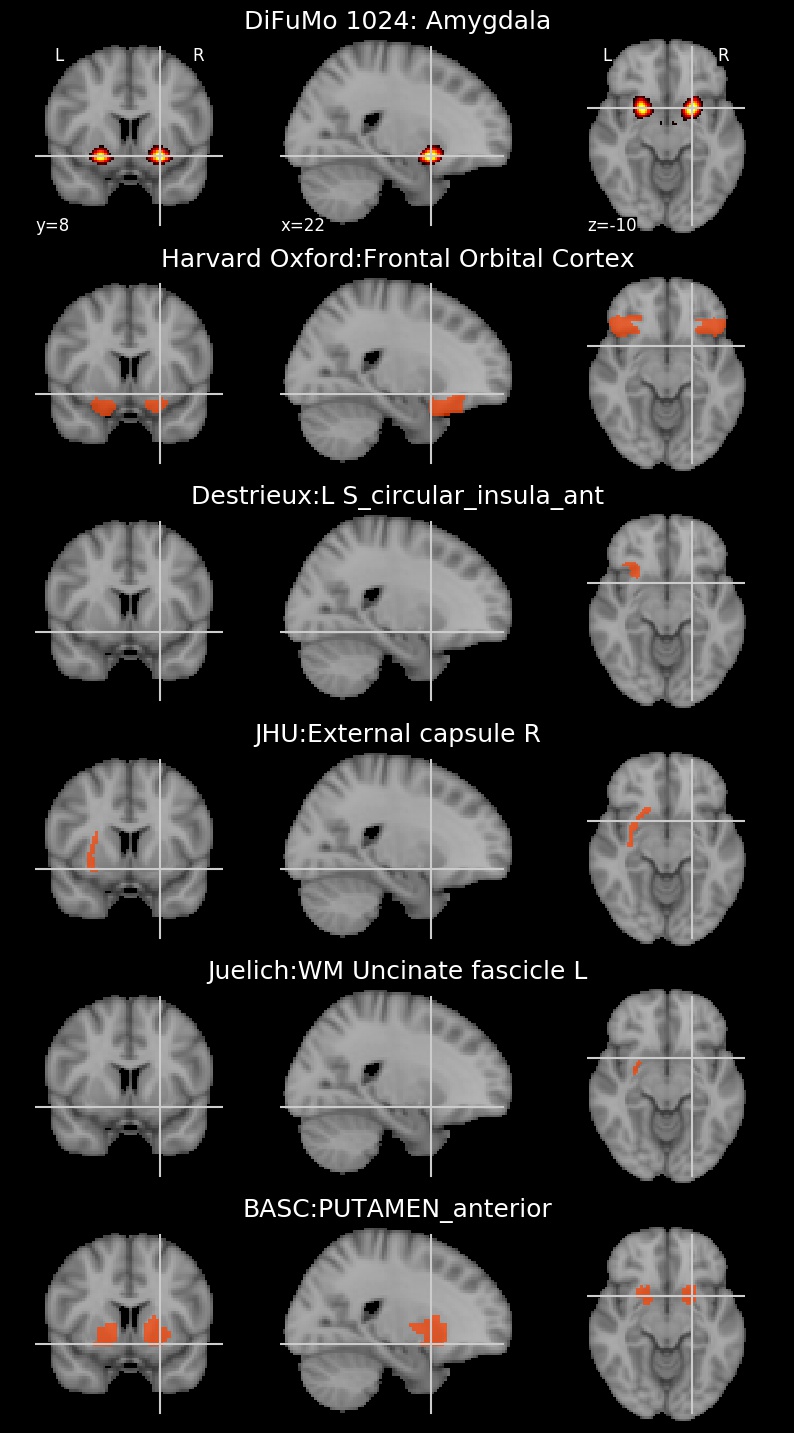 DiFuMo 1024: Amygdala
L R L R
y=8 x=22 z=-10
Harvard Oxford:Frontal Orbital Cortex
Destrieux:L S_circular_insula_ant
JHU:External capsule R
Juelich:WM Uncinate fascicle L
BASC:PUTAMEN_anterior